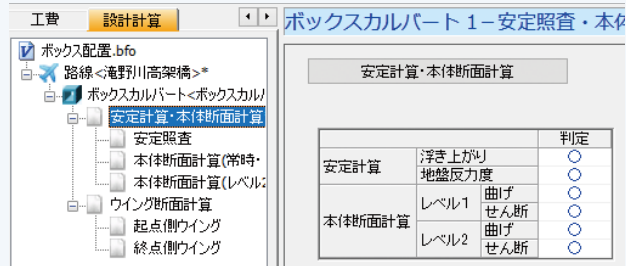 工費 設計計算
ボックスカルバート 1－安定照査・本体
ボックス配置.bfo
路線<滝野川高架橋>*
ボックスカルバート<ボックスカル
安定計算・本体断面計算
安定照査
本体断面計算(常時・
本体断面計算(レベル2
ウイング断面計算
起点側ウイング
終点側ウイング
安定計算・本体断面計算
判定
安定計算 浮き上がり ○
地盤反力度 ○
本体断面計算 レベル1 曲げ ○
せん断 ○
レベル2 曲げ ○
せん断 ○